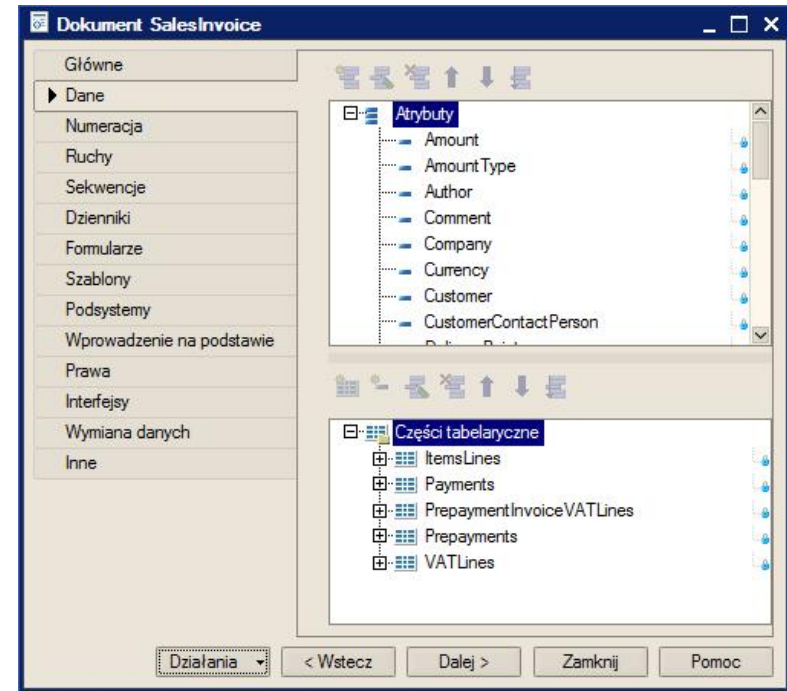 Dokument SalesInvoice
Główne
Dane
Numeracja
Ruchy
Sekwencje
Dzienniki
Formularze
Szablony
Podsystemy
Wprowadzenie na podstawie
Prawa
Interfejsy
Wymiana danych
Inne
Atrybuty
Amount
AmountType
Author
Comment
Company
Currency
Customer
CustomerContactPerson
Części tabelaryczne
ItemsLines
Payments
PrepaymentInvoiceVATLines
Prepayments
VATLines
Działania
< Wstecz
Dalej >
Zamknij
Pomoc